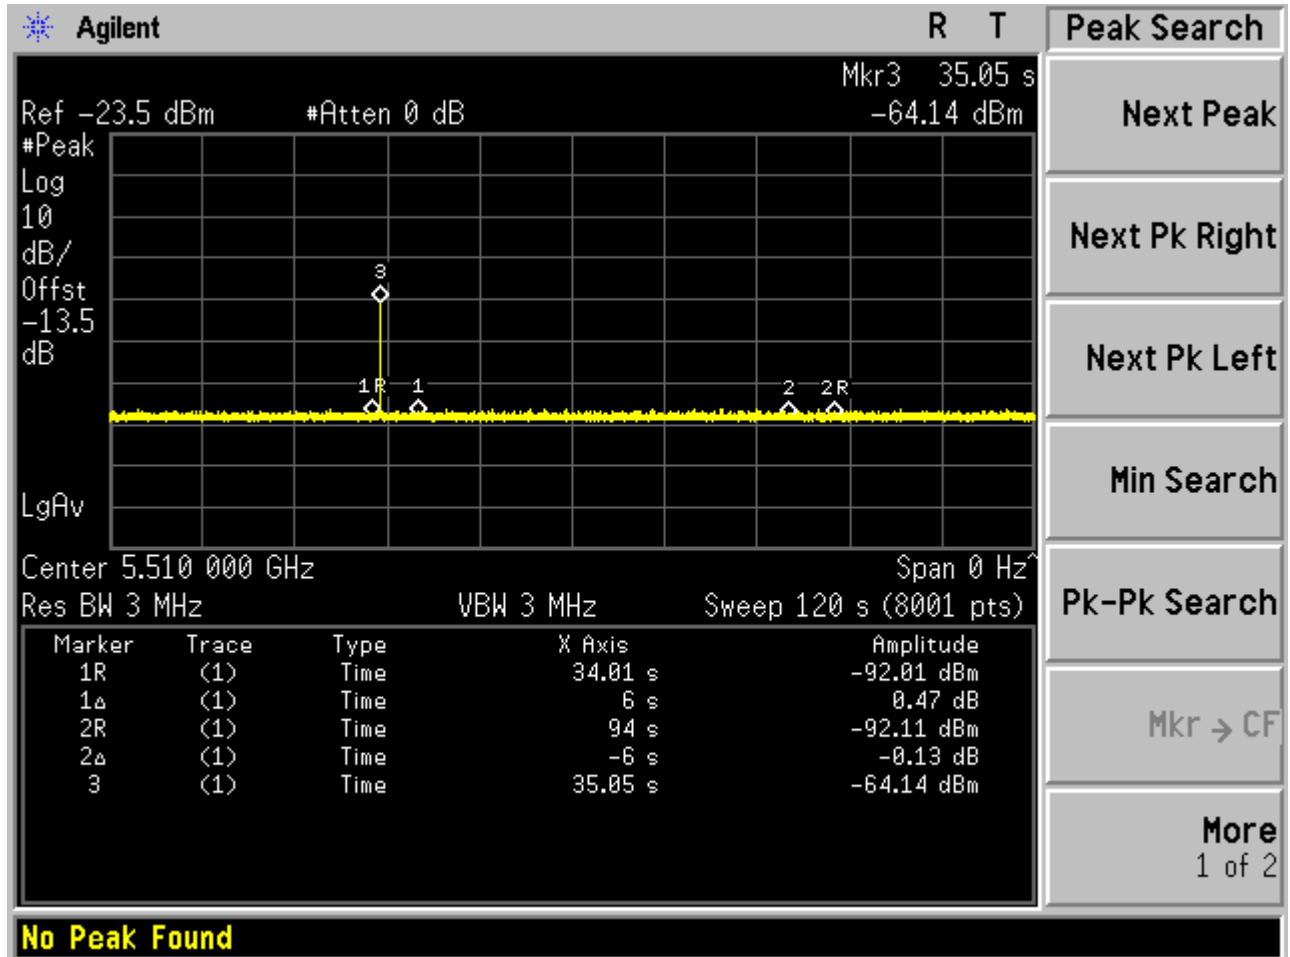 Agilent R T
Peak Search
Mkr3 35.05 s
Ref -23.5 dBm #Atten 0 dB -64.14 dBm
#Peak
Log
10
dB/
Offst
-13.5
dB
LgAv
3
1R 1 2 2R
Center 5.510 000 GHz Span 0 Hz^
Res BW 3 MHz VBW 3 MHz Sweep 120 s (8001 pts)
Marker Trace Type X Axis Amplitude
1R (1) Time 34.01 s -92.01 dBm
1Δ (1) Time 6 s 0.47 dB
2R (1) Time 94 s -92.11 dBm
2Δ (1) Time -6 s -0.13 dB
3 (1) Time 35.05 s -64.14 dBm
Next Peak
Next Pk Right
Next Pk Left
Min Search
Pk-Pk Search
Mkr → CF
More
1 of 2
No Peak Found